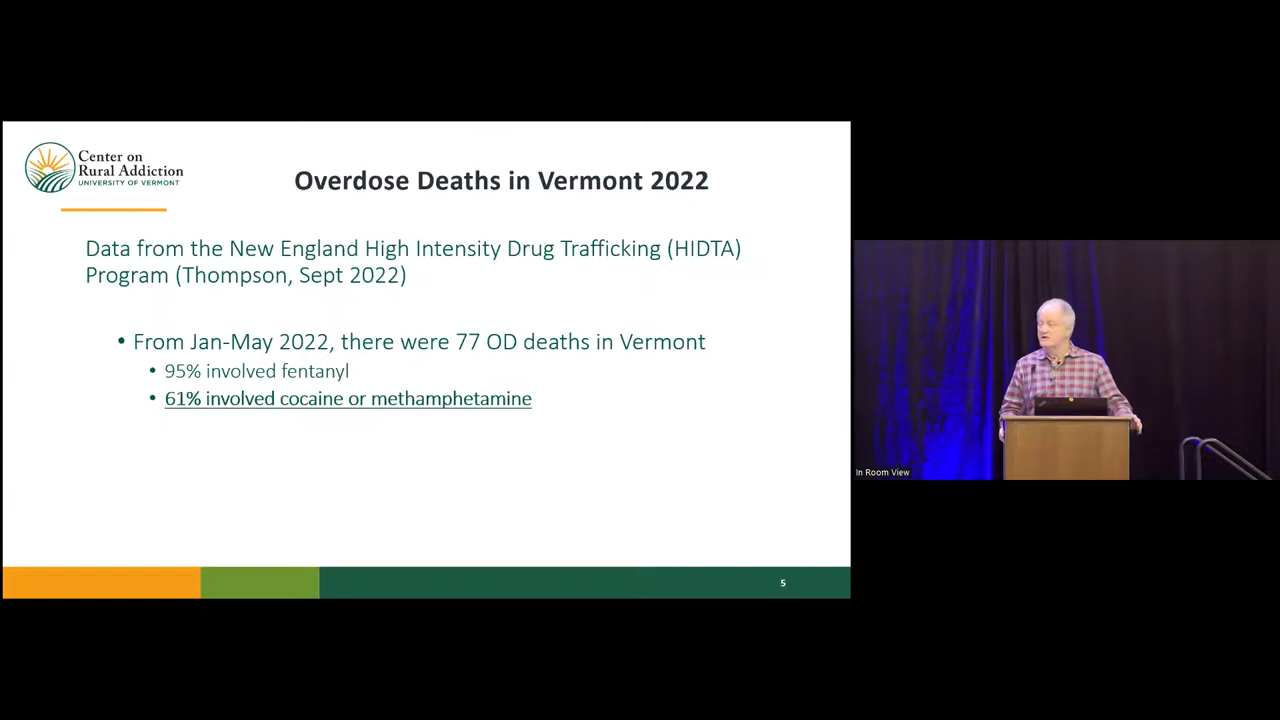 Center on
Rural Addiction
UNIVERSITY OF VERMONT
Overdose Deaths in Vermont 2022
Data from the New England High Intensity Drug Trafficking (HIDTA)
Program (Thompson, Sept 2022)
• From Jan-May 2022, there were 77 OD deaths in Vermont
• 95% involved fentanyl
• 61% involved cocaine or methamphetamine
5
In Room View